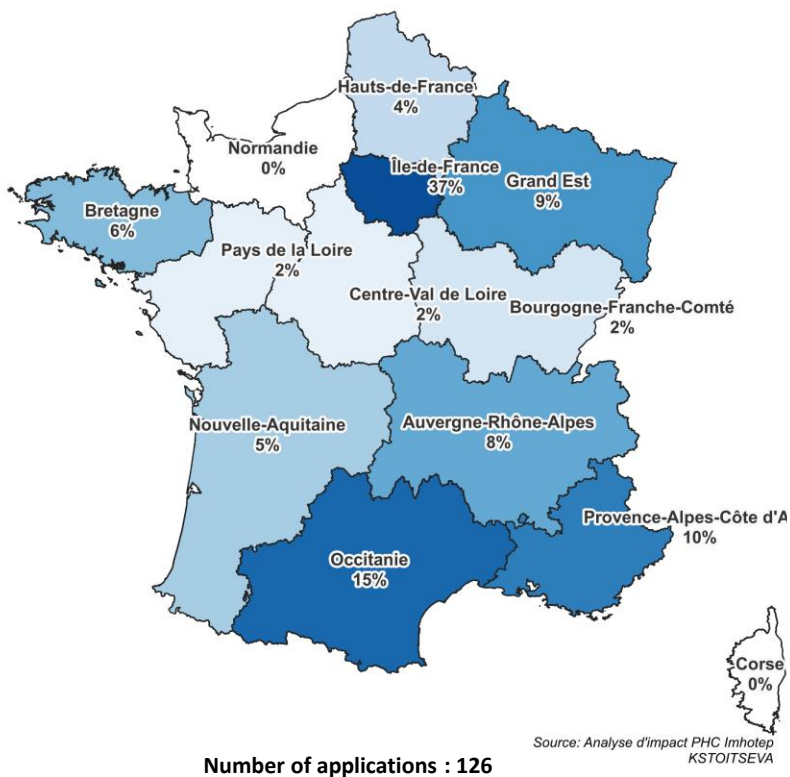 Hauts-de-France
4%
Normandie
0%
Île-de-France
37%
Grand Est
9%
Bretagne
6%
Pays de la Loire
2%
Centre-Val de Loire
2%
Bourgogne-Franche-Comté
2%
Nouvelle-Aquitaine
5%
Auvergne-Rhône-Alpes
8%
Provence-Alpes-Côte d'A
10%
Occitanie
15%
Corse
0%
Source: Analyse d'impact PHC Imhotep
KSTOITSEVA
Number of applications : 126